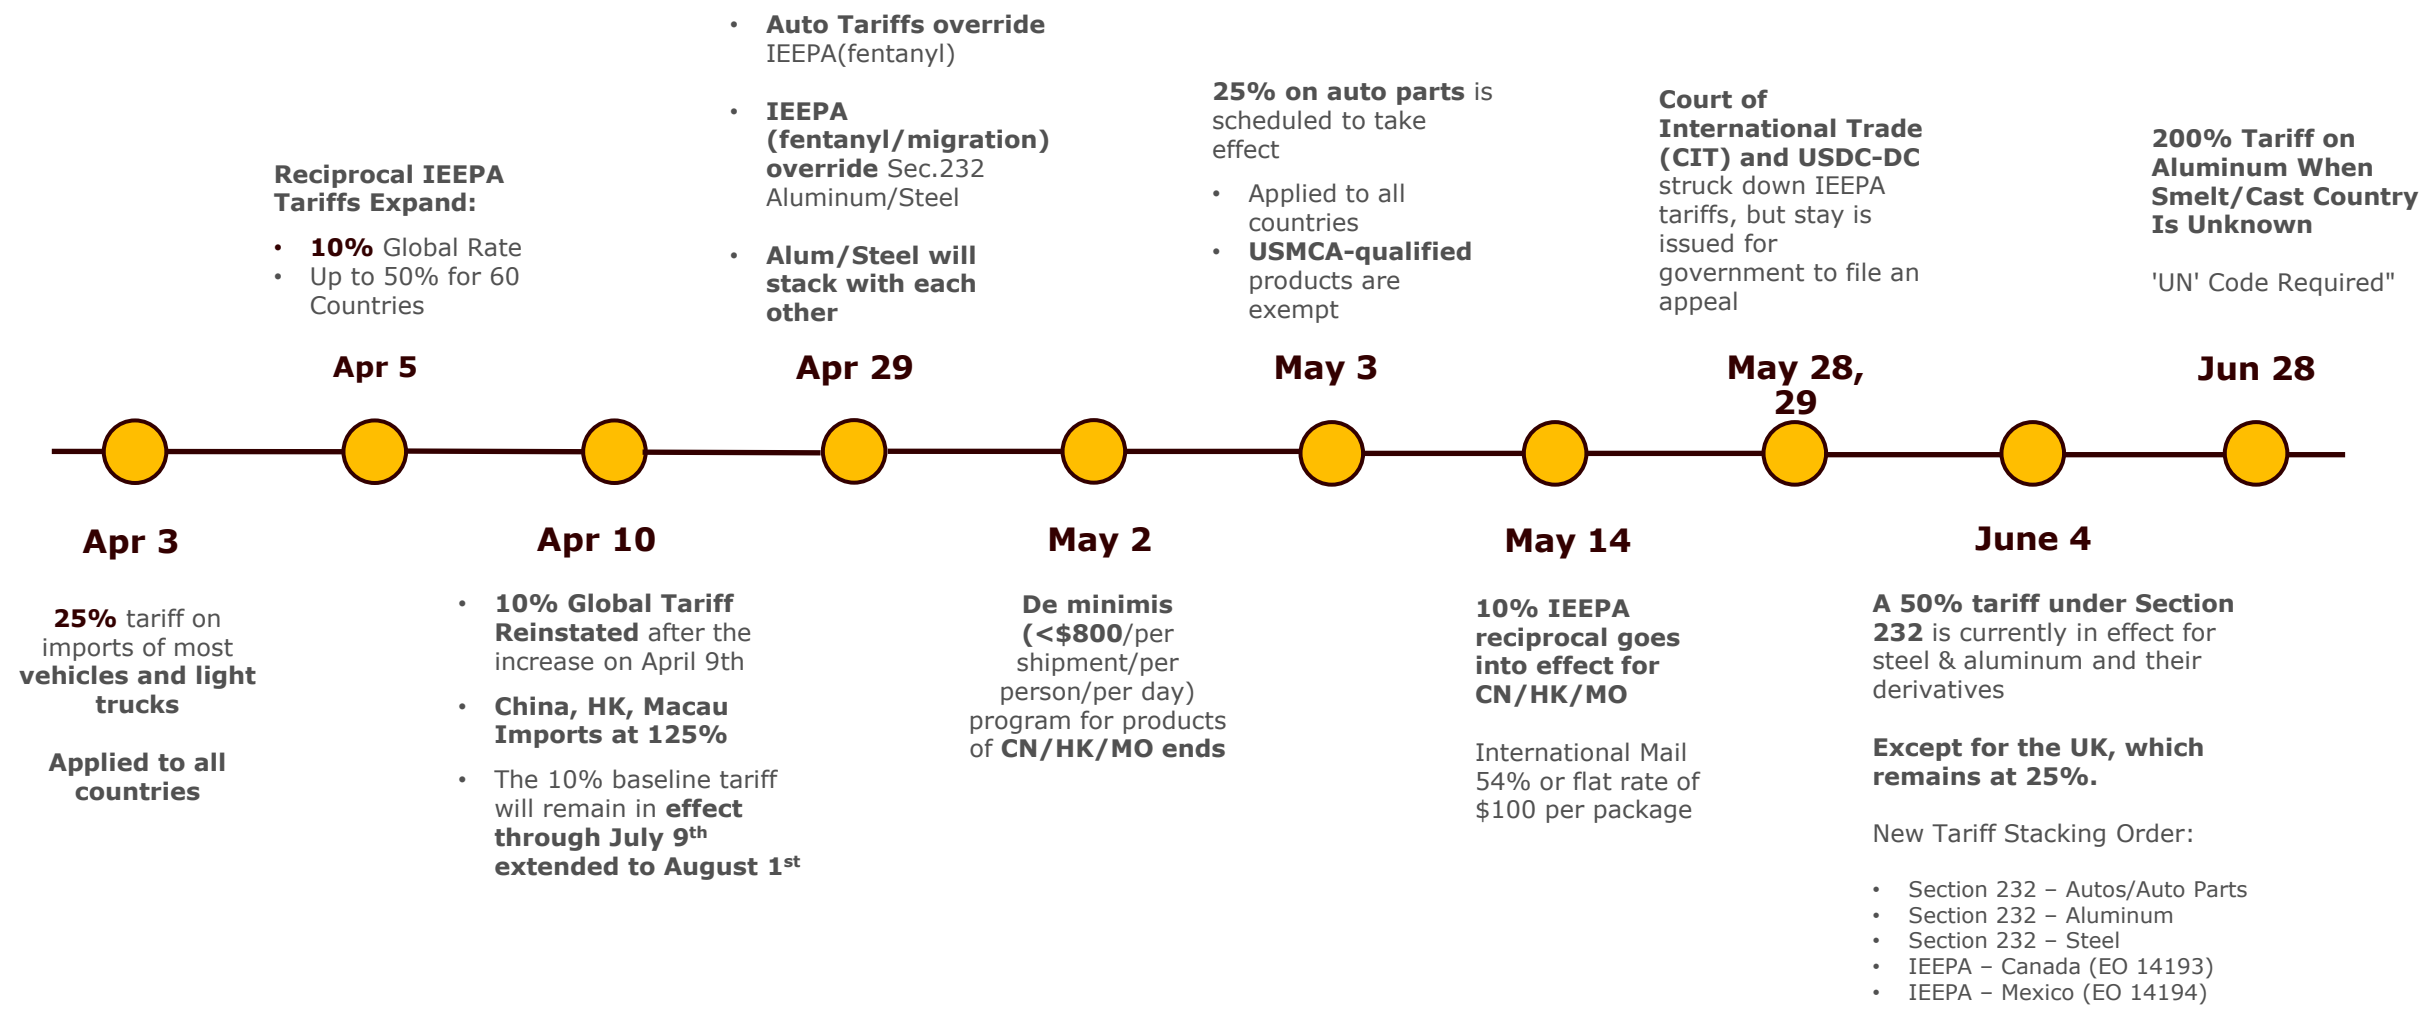 Apr 3
25% tariff on
imports of most
vehicles and light
trucks
Applied to all
countries
Reciprocal IEEPA
Tariffs Expand:
• 10% Global Rate
• Up to 50% for 60
Countries
Apr 5
Apr 10
• 10% Global Tariff
Reinstated after the
increase on April 9th
• China, HK, Macau
Imports at 125%
• The 10% baseline tariff
will remain in effect
through July 9th
extended to August 1st
• Auto Tariffs override
IEEPA(fentanyl)
• IEEPA
(fentanyl/migration)
override Sec.232
Aluminum/Steel
• Alum/Steel will
stack with each
other
Apr 29
May 2
De minimis
(<$800/per
shipment/per
person/per day)
program for products
of CN/HK/MO ends
25% on auto parts is
scheduled to take
effect
• Applied to all
countries
• USMCA-qualified
products are
exempt
May 3
May 14
10% IEEPA
reciprocal goes
into effect for
CN/HK/MO
International Mail
54% or flat rate of
$100 per package
Court of
International Trade
(CIT) and USDC-DC
struck down IEEPA
tariffs, but stay is
issued for
government to file an
appeal
May 28,
29
June 4
A 50% tariff under Section
232 is currently in effect for
steel & aluminum and their
derivatives
Except for the UK, which
remains at 25%.
New Tariff Stacking Order:
• Section 232 – Autos/Auto Parts
• Section 232 – Aluminum
• Section 232 – Steel
• IEEPA – Canada (EO 14193)
• IEEPA – Mexico (EO 14194)
200% Tariff on
Aluminum When
Smelt/Cast Country
Is Unknown
'UN' Code Required"
Jun 28